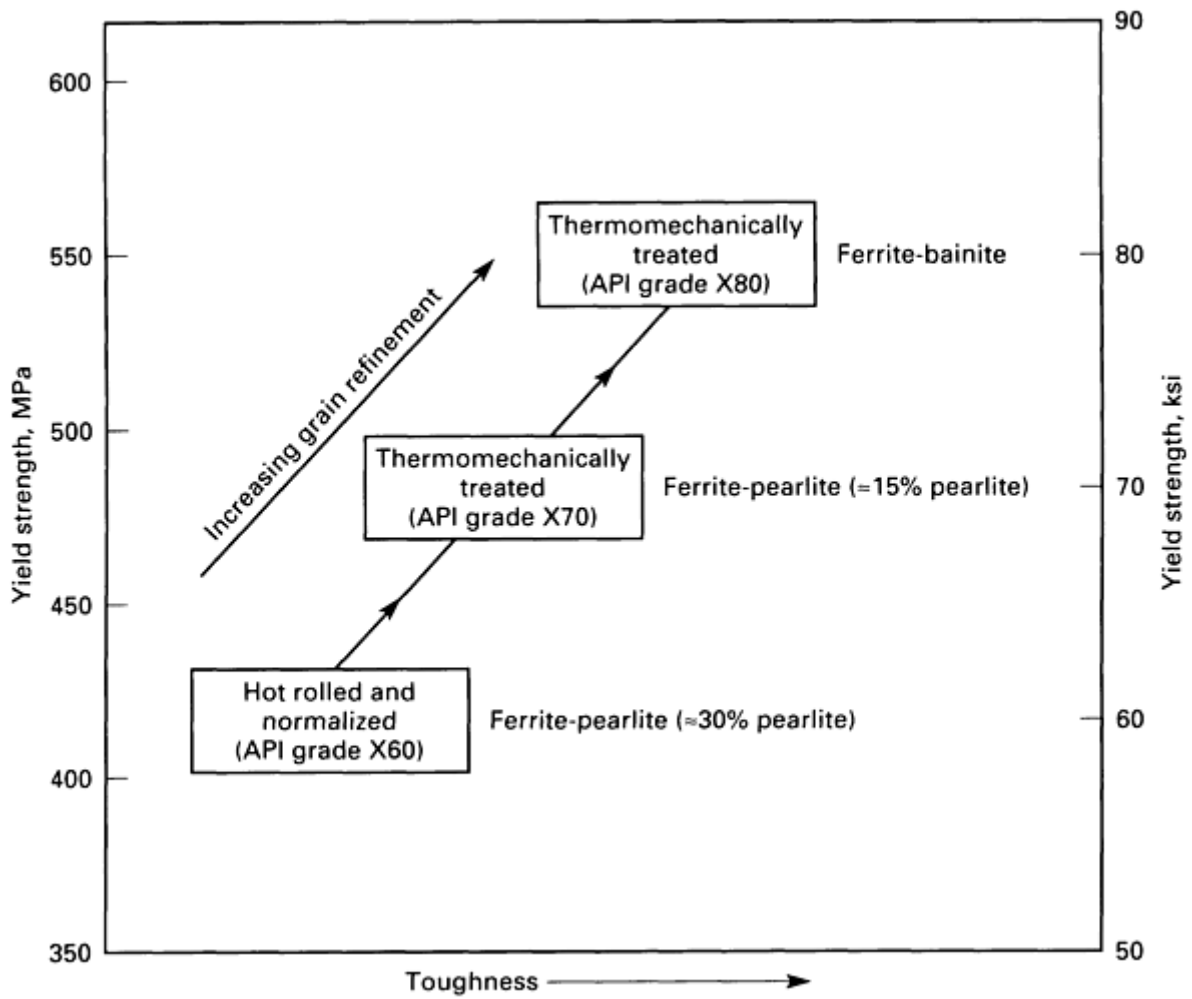 90
600
Thermomechanically
treated
(API grade X80)
Ferrite-bainite
550
80
Increasing grain refinement
Yield strength, MPa
Yield strength, ksi
500
Thermomechanically
treated
(API grade X70)
Ferrite-pearlite (≈15% pearlite)
70
450
Hot rolled and
normalized
(API grade X60)
Ferrite-pearlite (≈30% pearlite)
60
400
350
50
Toughness